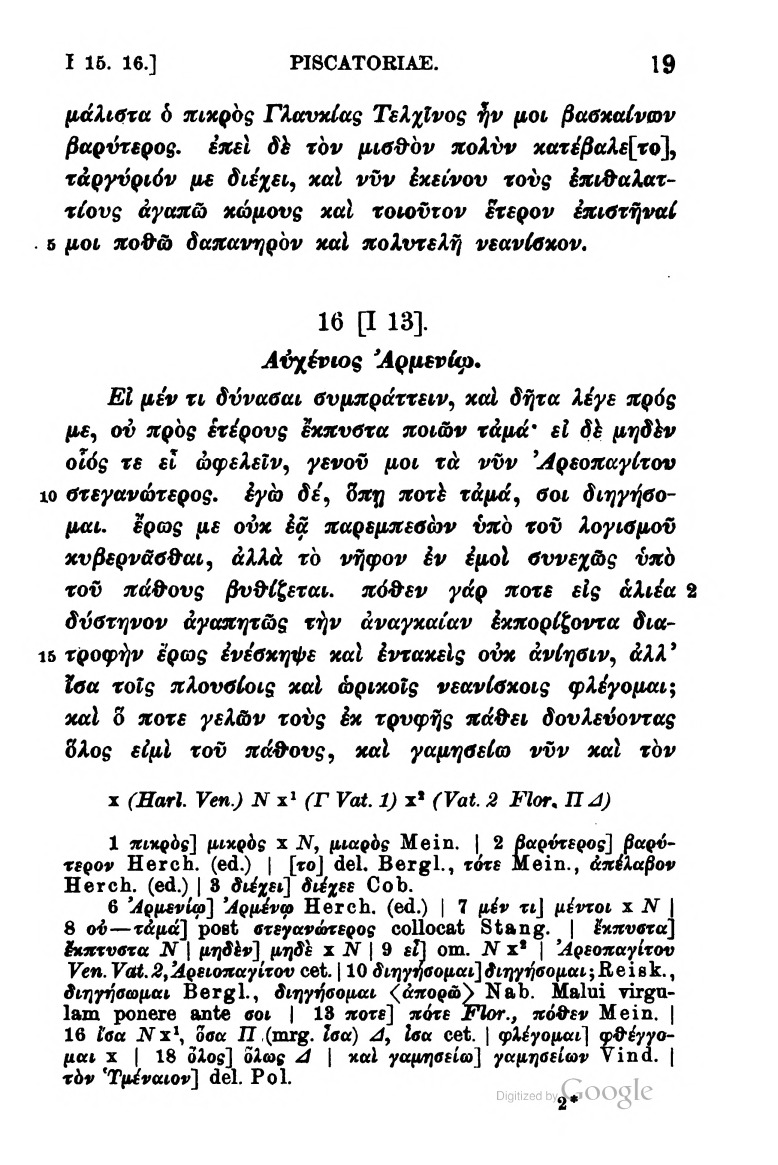 I 15. 16.] PISCATORIAE. 19
μάλιστα ὁ πικρὸς Γλαυκίας Τελχῖνος ἦν μοι βασκαίνων
βαρύτερος. ἐπεὶ δὲ τὸν μισθὸν πολὺν κατέβαλε[το],
τἀργύριόν με διέχει, καὶ νῦν ἐκείνου τοὺς ἐπιθαλατ-
τίους ἀγαπῶ κώμους καὶ τοιοῦτον ἕτερον ἐπιστῆναί
5 μοι ποθῶ δαπανηρὸν καὶ πολυτελῆ νεανίσκον.
16 [I 13].
Αὐχένιος Ἀρμενίῳ.
Εἰ μέν τι δύνασαι συμπράττειν, καὶ δῆτα λέγε πρός
με, οὐ πρὸς ἑτέρους ἔκπυστα ποιῶν τἀμά· εἰ δὲ μηδὲν
οἷός τε εἶ ὠφελεῖν, γενοῦ μοι τὰ νῦν Ἀρεοπαγίτου
10 στεγανώτερος. ἐγὼ δέ, ὅπῃ ποτὲ τἀμά, σοι διηγήσο-
μαι. ἔρως με οὐκ ἐᾷ παρεμπεσὼν ὑπὸ τοῦ λογισμοῦ
κυβερνᾶσθαι, ἀλλὰ τὸ νῆφον ἐν ἐμοὶ συνεχῶς ὑπὸ
τοῦ πάθους βυθίζεται. πόθεν γάρ ποτε εἰς ἁλιέα 2
δύστηνον ἀγαπητῶς τὴν ἀναγκαίαν ἐκπορίζοντα δια-
15 τροφὴν ἔρως ἐνέσκηψε καὶ ἐντακεὶς οὐκ ἀνίησιν, ἀλλ’
ἴσα τοῖς πλουσίοις καὶ ὡρικοῖς νεανίσκοις φλέγομαι;
καὶ ὅ ποτε γελῶν τοὺς ἐκ τρυφῆς πάθει δουλεύοντας
ὅλος εἰμὶ τοῦ πάθους, καὶ γαμησείω νῦν καὶ τὸν
x (Harl. Ven.) N x¹ (Γ Vat. 1) x² (Vat. 2 Flor. Π Δ)
1 πικρὸς] μικρὸς x N, μιαρὸς Mein. | 2 βαρύτερος] βαρύ-
τερον Herch. (ed.) | [το] del. Bergl., τότε Mein., ἀπέλαβον
Herch. (ed.) | 3 διέχει] διέχεε Cob.
6 Ἀρμενίῳ] Ἀρμένῳ Herch. (ed.) | 7 μέν τι] μέντοι x N |
8 οὐ—τἀμά] post στεγανώτερος collocat Stang. | ἔκπυστα]
ἔκπτυστα N | μηδὲν] μηδὲ x N | 9 εἶ] om. N x² | Ἀρεοπαγίτου
Ven. Vat. 2, Ἀρειοπαγίτου cet. | 10 διηγήσομαι] διηγήσομαι; Reisk.,
διηγήσωμαι Bergl., διηγήσομαι ⟨ἀπορῶ⟩ Nab. Malui virgu-
lam ponere ante σοι | 13 ποτε] πότε Flor., πόθεν Mein. |
16 ἴσα N x¹, ὅσα Π (mrg. ἴσα) Δ, ἶσα cet. | φλέγομαι] φθέγγο-
μαι x | 18 ὅλος] ὅλως Δ | καὶ γαμησείω] γαμησείων Vind. |
τὸν Ὑμέναιον] del. Pol.
Digitized by Google
2*